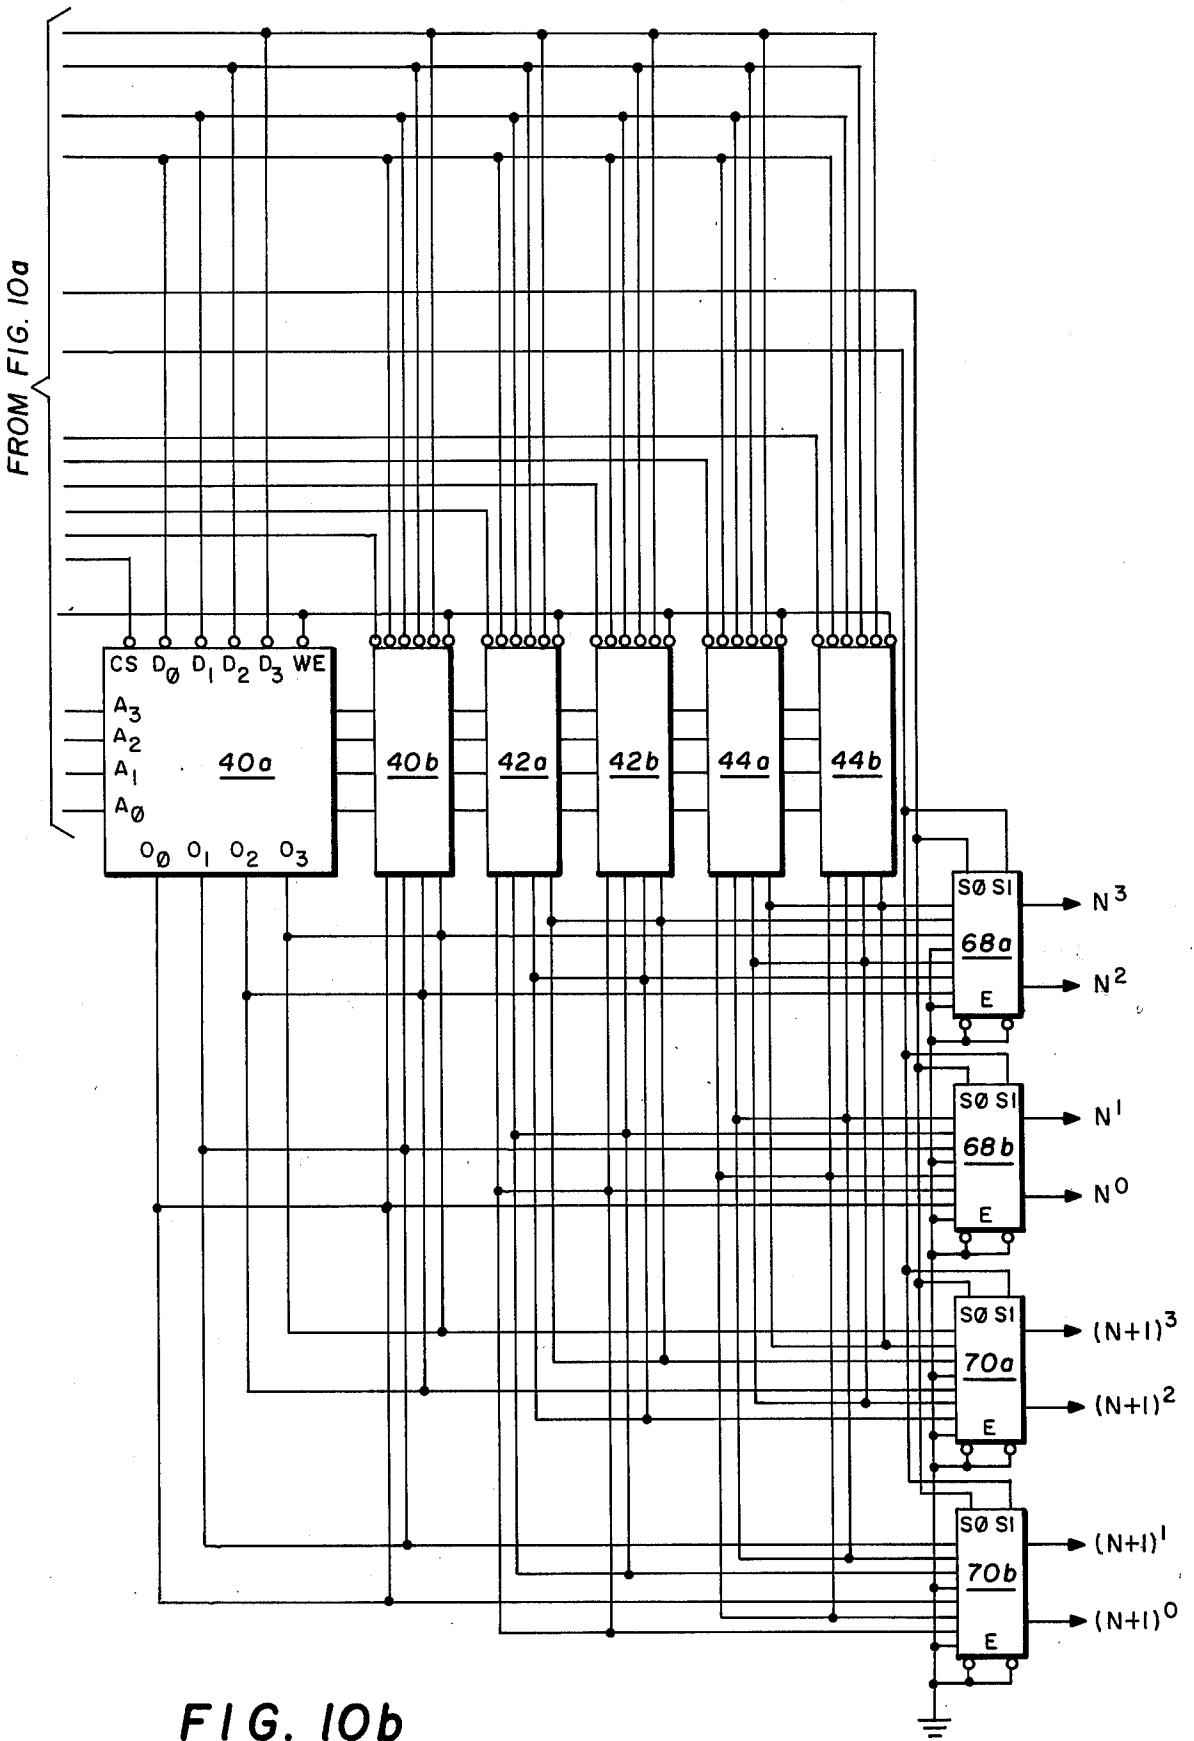 FROM FIG. 10a
CS D0 D1 D2 D3 WE
A3
A2
A1
A0
40a
40b
42a
42b
44a
44b
O0 O1 O2 O3
S0 S1
68a
E
N³
N²
S0 S1
68b
E
N¹
N⁰
S0 S1
70a
E
(N+1)³
(N+1)²
S0 S1
70b
E
(N+1)¹
(N+1)⁰
FIG. 10b